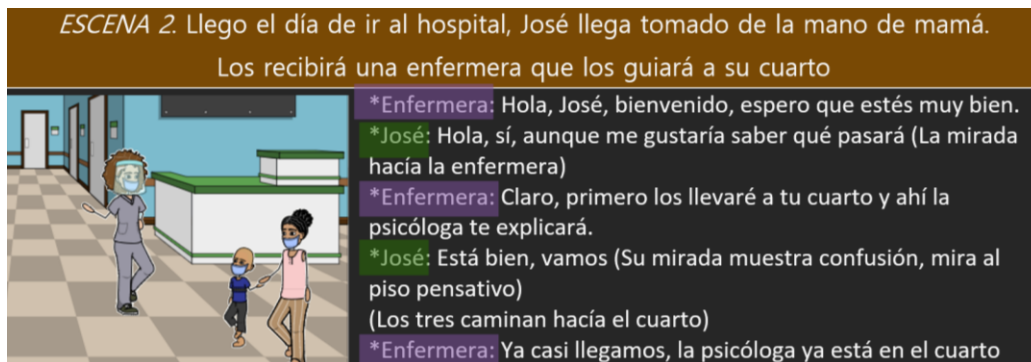 ESCENA 2. Llego el día de ir al hospital, José llega tomado de la mano de mamá.
Los recibirá una enfermera que los guiará a su cuarto
*Enfermera: Hola, José, bienvenido, espero que estés muy bien.
*José: Hola, sí, aunque me gustaría saber qué pasará (La mirada
hacía la enfermera)
*Enfermera: Claro, primero los llevaré a tu cuarto y ahí la
psicóloga te explicará.
*José: Está bien, vamos (Su mirada muestra confusión, mira al
piso pensativo)
(Los tres caminan hacía el cuarto)
*Enfermera: Ya casi llegamos, la psicóloga ya está en el cuarto